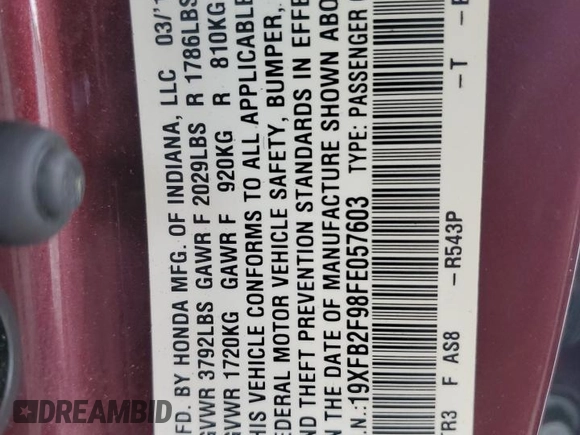 FD. BY HONDA MFG. OF INDIANA, LLC 03/'1
GVWR 3792LBS GAWR F 2029LBS R 1786LBS
GVWR 1720KG GAWR F 920KG R 810KG
HIS VEHICLE CONFORMS TO ALL APPLICABLE
EDERAL MOTOR VEHICLE SAFETY, BUMPER,
ND THEFT PREVENTION STANDARDS IN EFFE
N THE DATE OF MANUFACTURE SHOWN ABO
.N.: 19XFB2F98FE057603 TYPE: PASSENGER
TR3 F AS8 -R543P -T -
DREAMBID